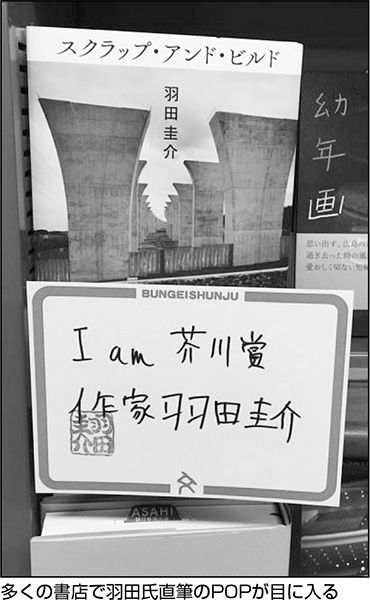 スクラップ・アンド・ビルド
羽田圭介
幼年画
思い出す、広島の
過ぎ去った時の風
愛おしく切ない短編
BUNGEISHUNJU
I am 芥川賞
作家羽田圭介
羽田
圭介
ASAHI
多くの書店で羽田氏直筆のPOPが目に入る